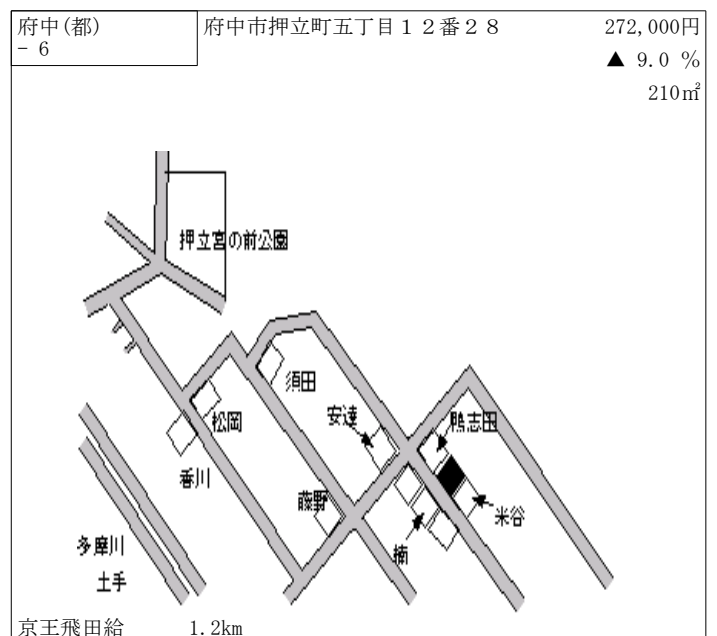 府中(都)
- 6
府中市押立町五丁目１２番２８
272,000円
▲ 9.0 %
210㎡
押立宮の前公園
須田
松岡
安達
鴨志田
香川
藤野
米谷
楠
多摩川
土手
京王飛田給 1.2km